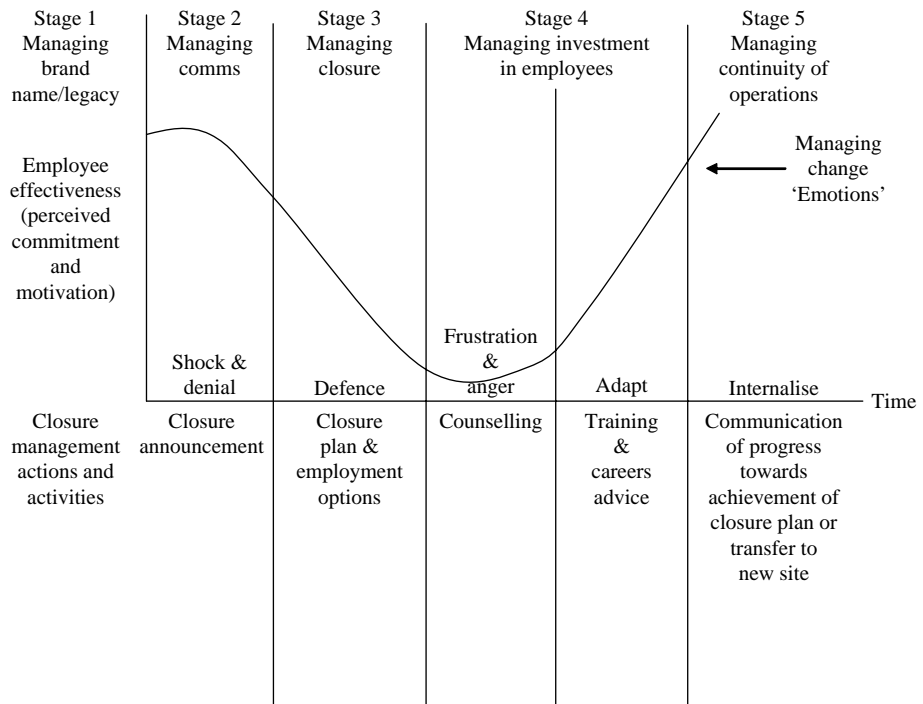 Stage 1
Managing
brand
name/legacy
Stage 2
Managing
comms
Stage 3
Managing
closure
Stage 4
Managing investment
in employees
Stage 5
Managing
continuity of
operations
Employee
effectiveness
(perceived
commitment
and
motivation)
Managing
change
‘Emotions’
Shock &
denial
Defence
Frustration
&
anger
Adapt
Internalise
Time
Closure
management
actions and
activities
Closure
announcement
Closure
plan &
employment
options
Counselling
Training
&
careers
advice
Communication
of progress
towards
achievement of
closure plan or
transfer to
new site